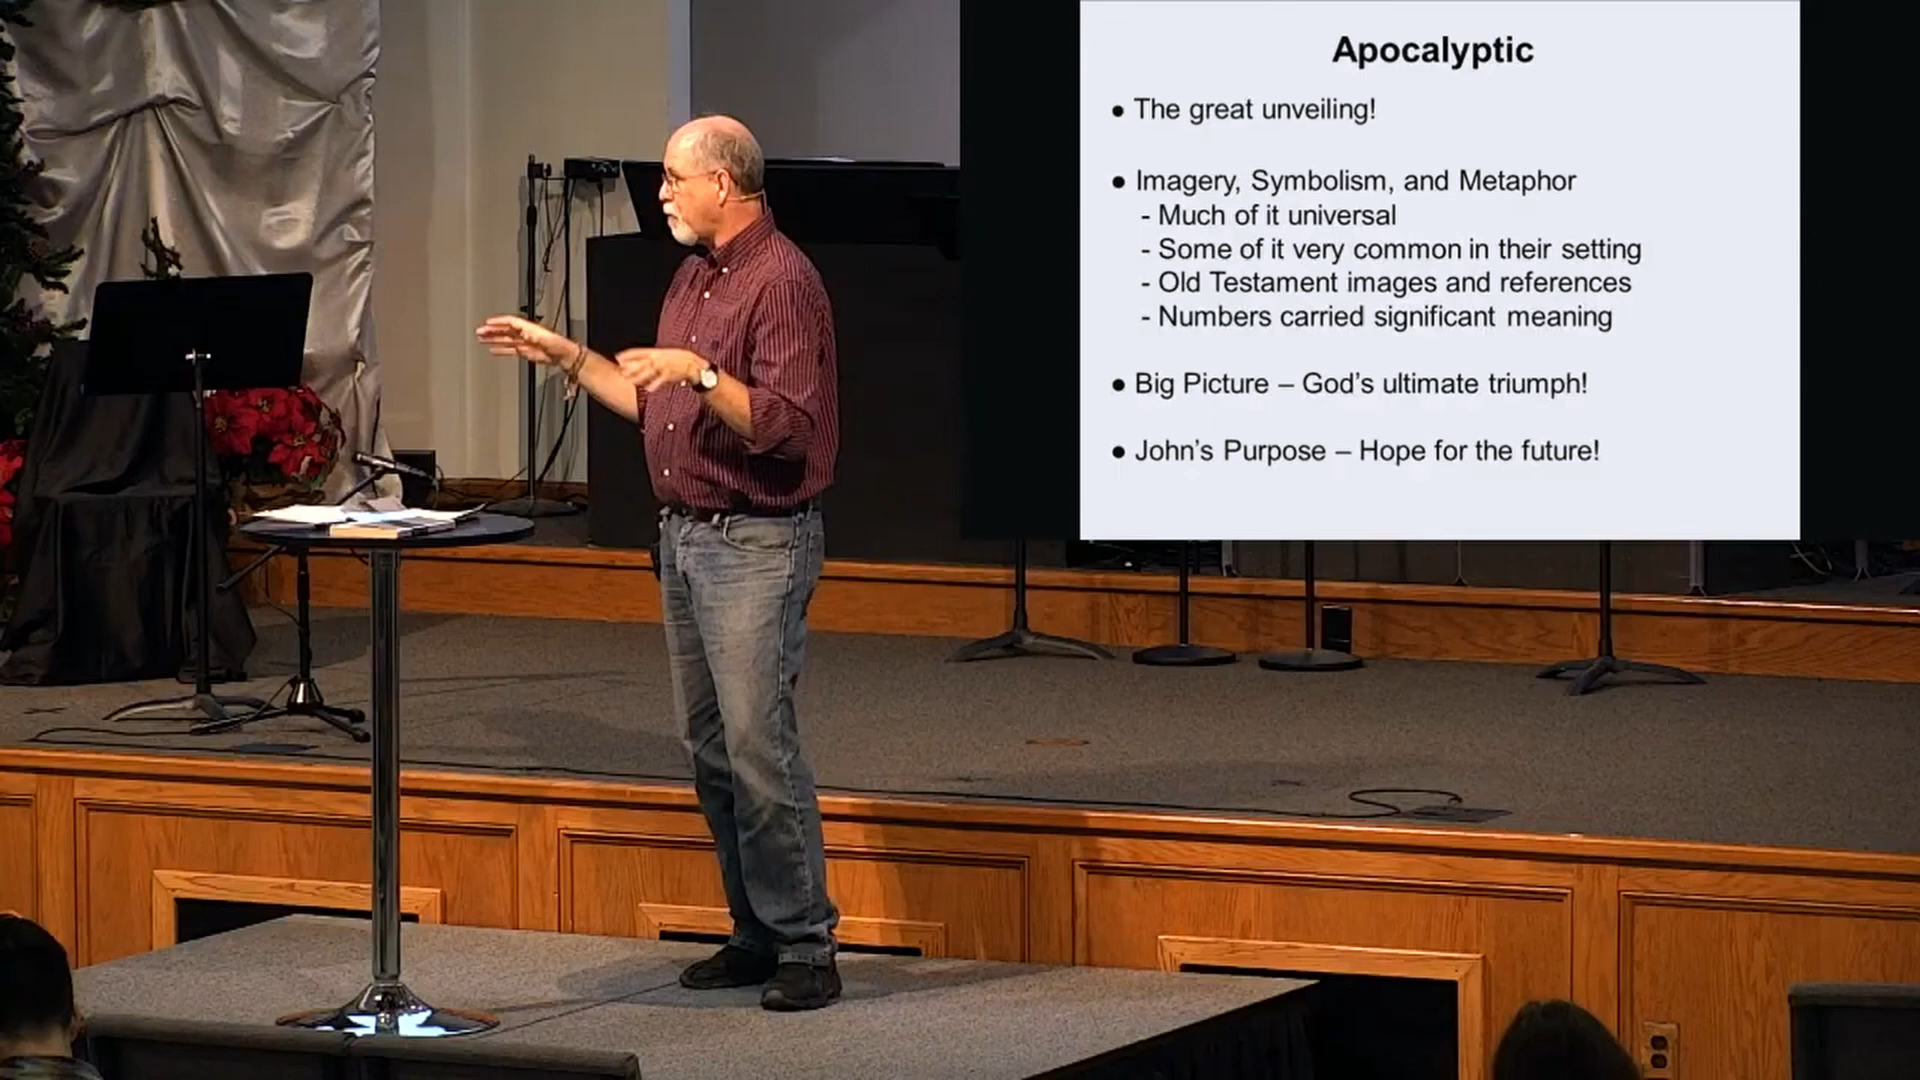 Apocalyptic
● The great unveiling!
● Imagery, Symbolism, and Metaphor
- Much of it universal
- Some of it very common in their setting
- Old Testament images and references
- Numbers carried significant meaning
● Big Picture – God’s ultimate triumph!
● John’s Purpose – Hope for the future!